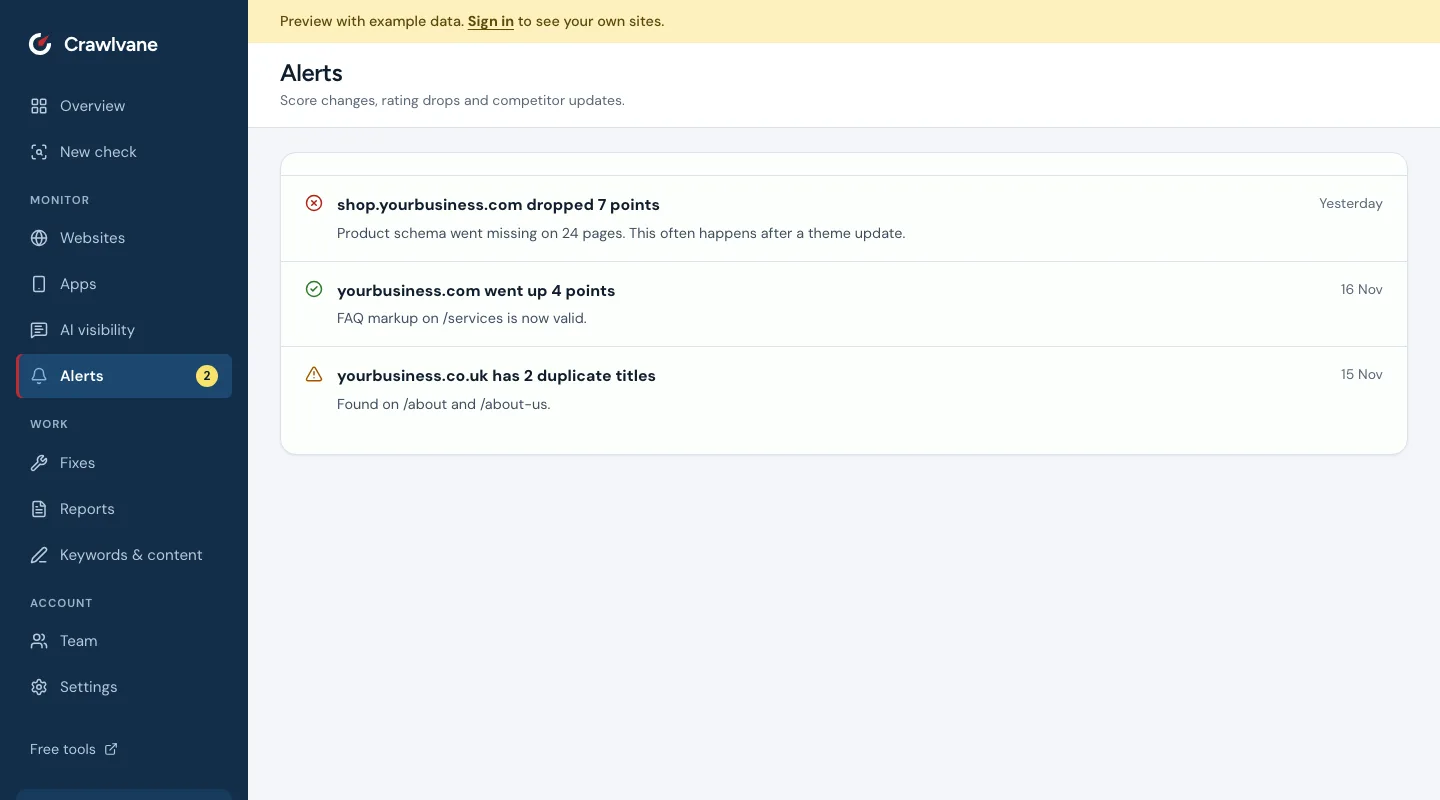 Crawlvane
Overview
New check
MONITOR
Websites
Apps
AI visibility
Alerts 2
WORK
Fixes
Reports
Keywords & content
ACCOUNT
Team
Settings
Free tools
Preview with example data. Sign in to see your own sites.
Alerts
Score changes, rating drops and competitor updates.
shop.yourbusiness.com dropped 7 points Yesterday
Product schema went missing on 24 pages. This often happens after a theme update.
yourbusiness.com went up 4 points 16 Nov
FAQ markup on /services is now valid.
yourbusiness.co.uk has 2 duplicate titles 15 Nov
Found on /about and /about-us.